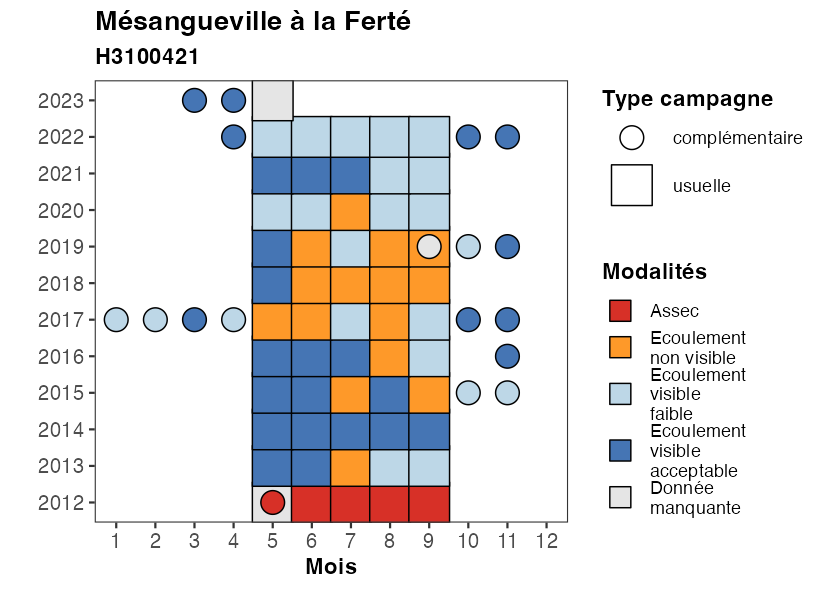 Mésangueville à la Ferté
H3100421
2023
2022
2021
2020
2019
2018
2017
2016
2015
2014
2013
2012
1 2 3 4 5 6 7 8 9 10 11 12
Mois
Type campagne
complémentaire
usuelle
Modalités
Assec
Ecoulement
non visible
Ecoulement
visible
faible
Ecoulement
visible
acceptable
Donnée
manquante